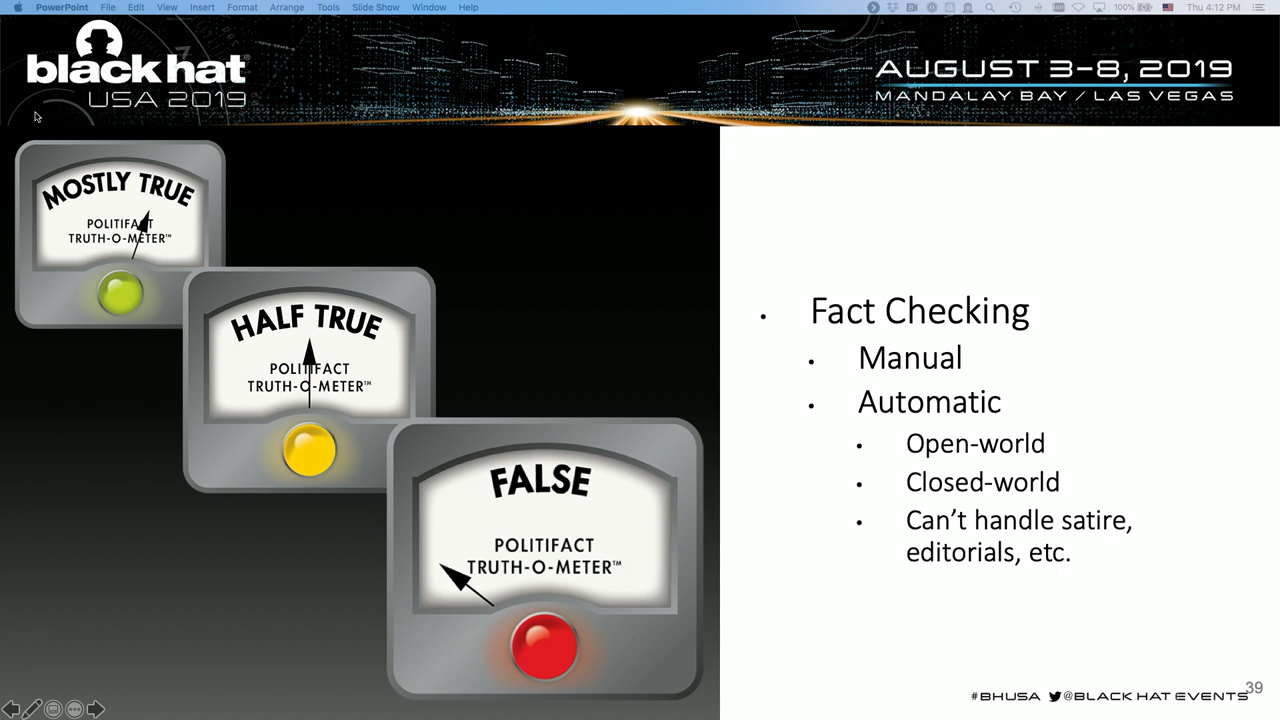 PowerPoint File Edit View Insert Format Arrange Tools Slide Show Window Help 100% Thu 4:12 PM
black hat
USA 2019
AUGUST 3-8, 2019
MANDALAY BAY / LAS VEGAS
MOSTLY TRUE
POLITIFACT
TRUTH-O-METER™
HALF TRUE
POLITIFACT
TRUTH-O-METER™
FALSE
POLITIFACT
TRUTH-O-METER™
• Fact Checking
• Manual
• Automatic
• Open-world
• Closed-world
• Can't handle satire,
editorials, etc.
#BHUSA @BLACK HAT EVENTS
39